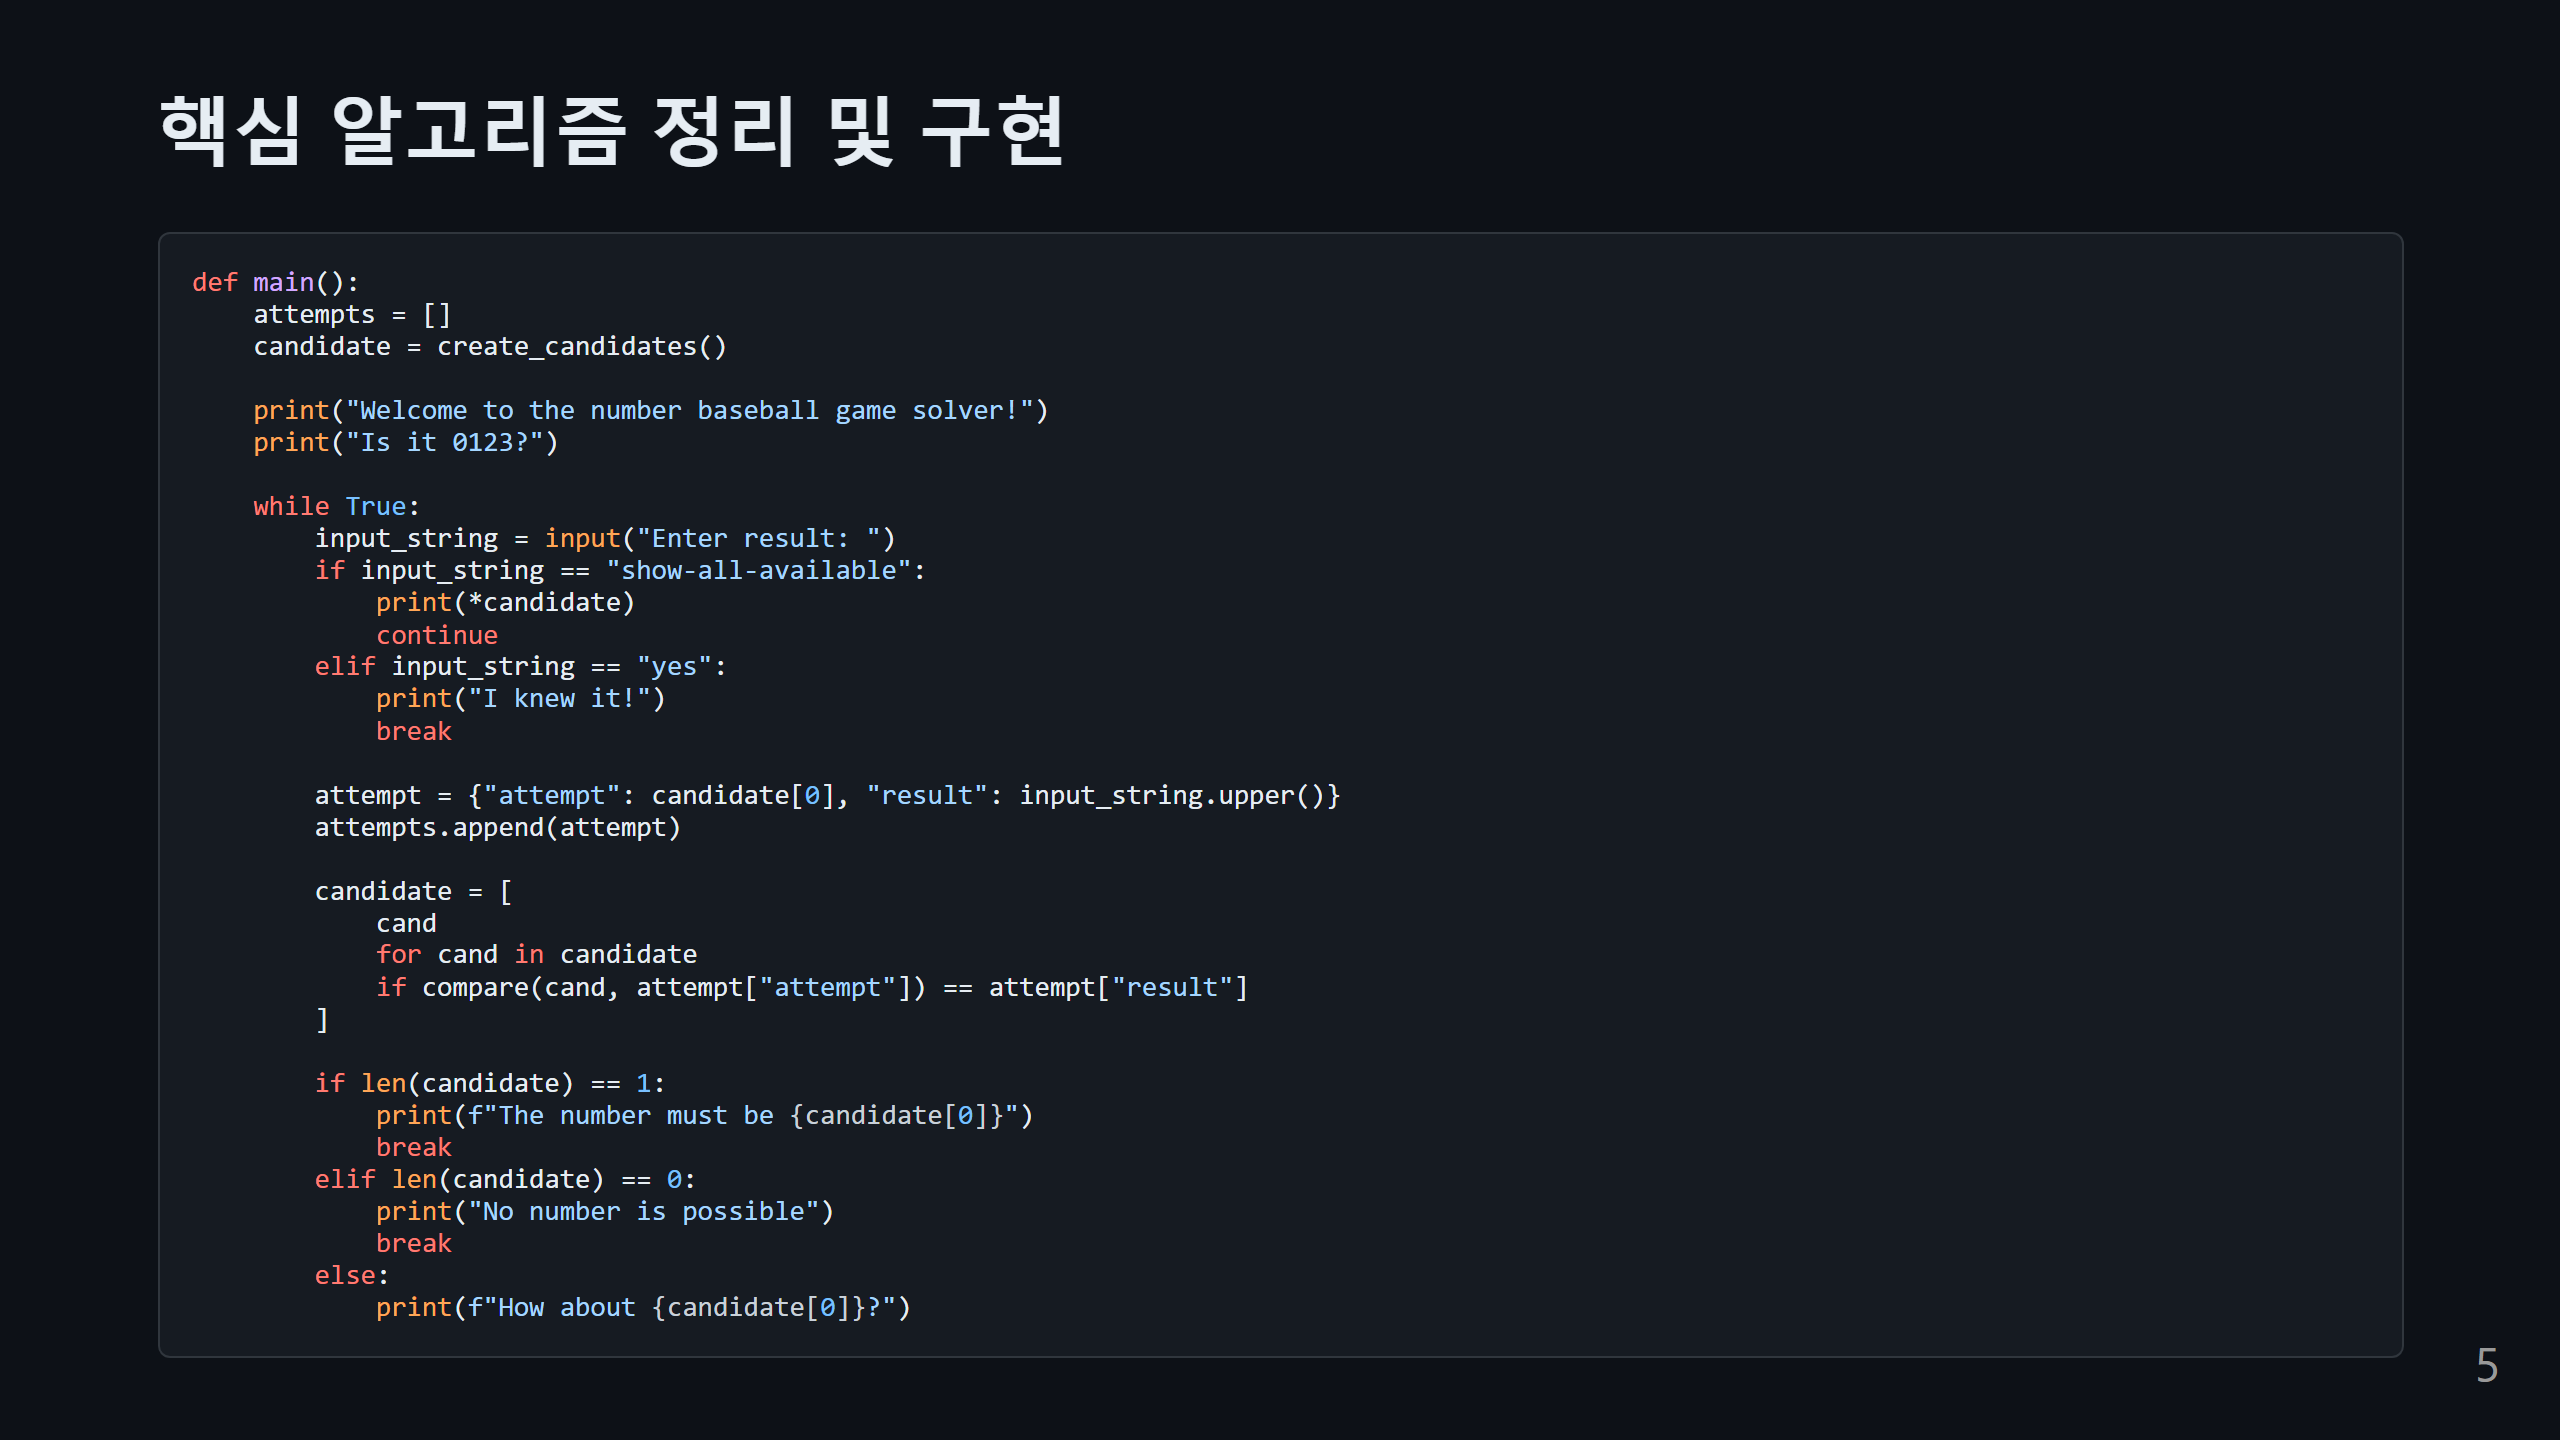 핵심 알고리즘 정리 및 구현
def main():
    attempts = []
    candidate = create_candidates()

    print("Welcome to the number baseball game solver!")
    print("Is it 0123?")

    while True:
        input_string = input("Enter result: ")
        if input_string == "show-all-available":
            print(*candidate)
            continue
        elif input_string == "yes":
            print("I knew it!")
            break

        attempt = {"attempt": candidate[0], "result": input_string.upper()}
        attempts.append(attempt)

        candidate = [
            cand
            for cand in candidate
            if compare(cand, attempt["attempt"]) == attempt["result"]
        ]

        if len(candidate) == 1:
            print(f"The number must be {candidate[0]}")
            break
        elif len(candidate) == 0:
            print("No number is possible")
            break
        else:
            print(f"How about {candidate[0]}?")
5